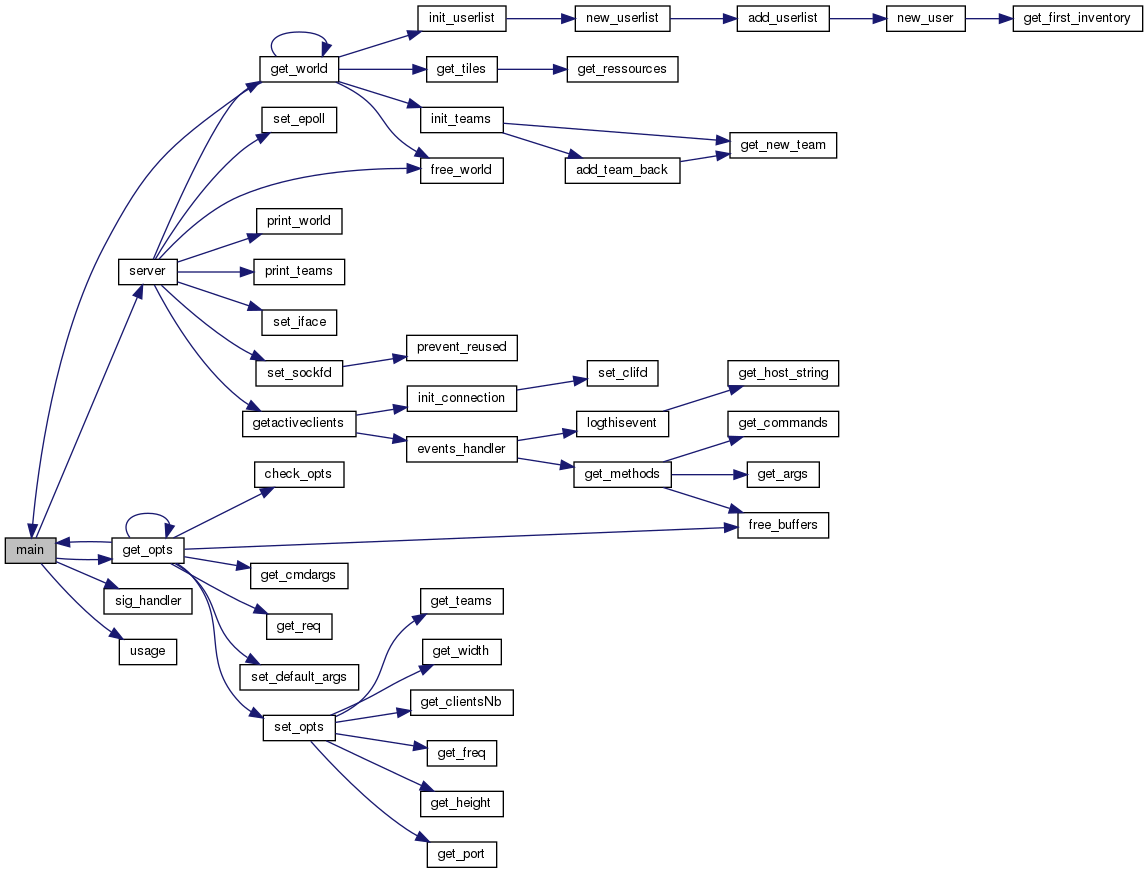 init_userlist
new_userlist
add_userlist
new_user
get_first_inventory
get_world
get_tiles
get_ressources
set_epoll
init_teams
get_new_team
free_world
add_team_back
print_world
server
print_teams
set_iface
prevent_reused
set_sockfd
set_clifd
get_host_string
init_connection
getactiveclients
logthisevent
get_commands
events_handler
check_opts
get_methods
get_args
free_buffers
main
get_opts
get_cmdargs
sig_handler
get_teams
get_req
usage
get_width
set_default_args
get_clientsNb
set_opts
get_freq
get_height
get_port